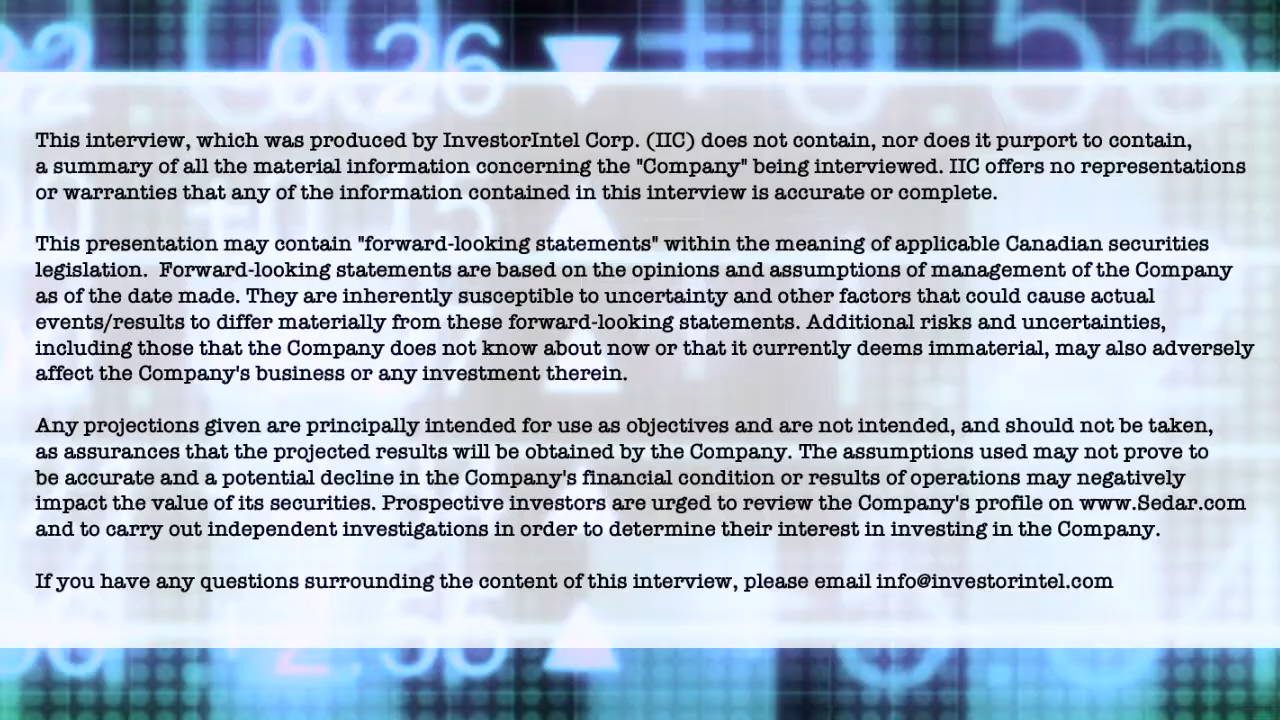 22 0.26 ▼ +0.55
This interview, which was produced by InvestorIntel Corp. (IIC) does not contain, nor does it purport to contain,
a summary of all the material information concerning the "Company" being interviewed. IIC offers no representations
or warranties that any of the information contained in this interview is accurate or complete.
This presentation may contain "forward-looking statements" within the meaning of applicable Canadian securities
legislation.  Forward-looking statements are based on the opinions and assumptions of management of the Company
as of the date made. They are inherently susceptible to uncertainty and other factors that could cause actual
events/results to differ materially from these forward-looking statements. Additional risks and uncertainties,
including those that the Company does not know about now or that it currently deems immaterial, may also adversely
affect the Company's business or any investment therein.
Any projections given are principally intended for use as objectives and are not intended, and should not be taken,
as assurances that the projected results will be obtained by the Company. The assumptions used may not prove to
be accurate and a potential decline in the Company's financial condition or results of operations may negatively
impact the value of its securities. Prospective investors are urged to review the Company's profile on www.Sedar.com
and to carry out independent investigations in order to determine their interest in investing in the Company.
If you have any questions surrounding the content of this interview, please email info@investorintel.com